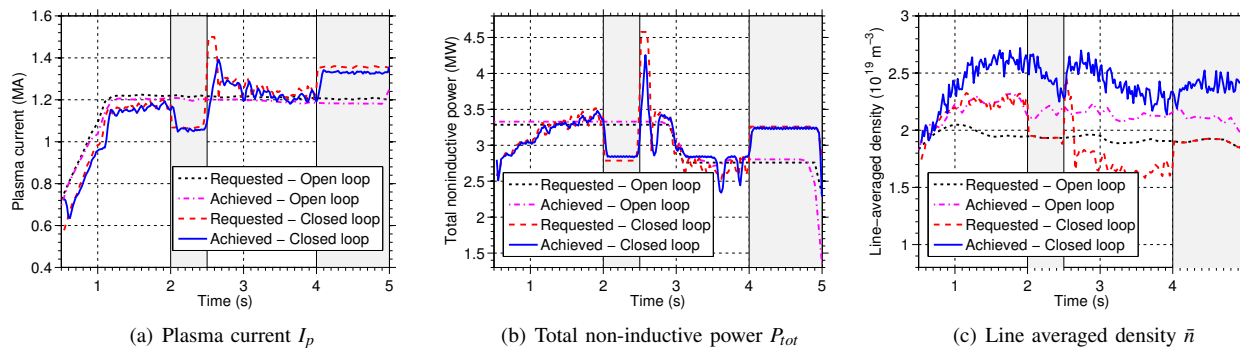 1.6
1.4
1.2
1.0
0.8
0.6
0.4
Plasma current (MA)
1 2 3 4 5
Time (s)
Requested – Open loop
Achieved – Open loop
Requested – Closed loop
Achieved – Closed loop
(a) Plasma current I_p
4.5
4
3.5
3
2.5
2
1.5
Total noninductive power (MW)
1 2 3 4 5
Time (s)
Requested – Open loop
Achieved – Open loop
Requested – Closed loop
Achieved – Closed loop
(b) Total non-inductive power P_{tot}
3
2.5
2
1.5
1
Line–averaged density (10^{19} m^{−3})
1 2 3 4 5
Time (s)
Requested – Open loop
Achieved – Open loop
Requested – Closed loop
Achieved – Closed loop
(c) Line averaged density n̄